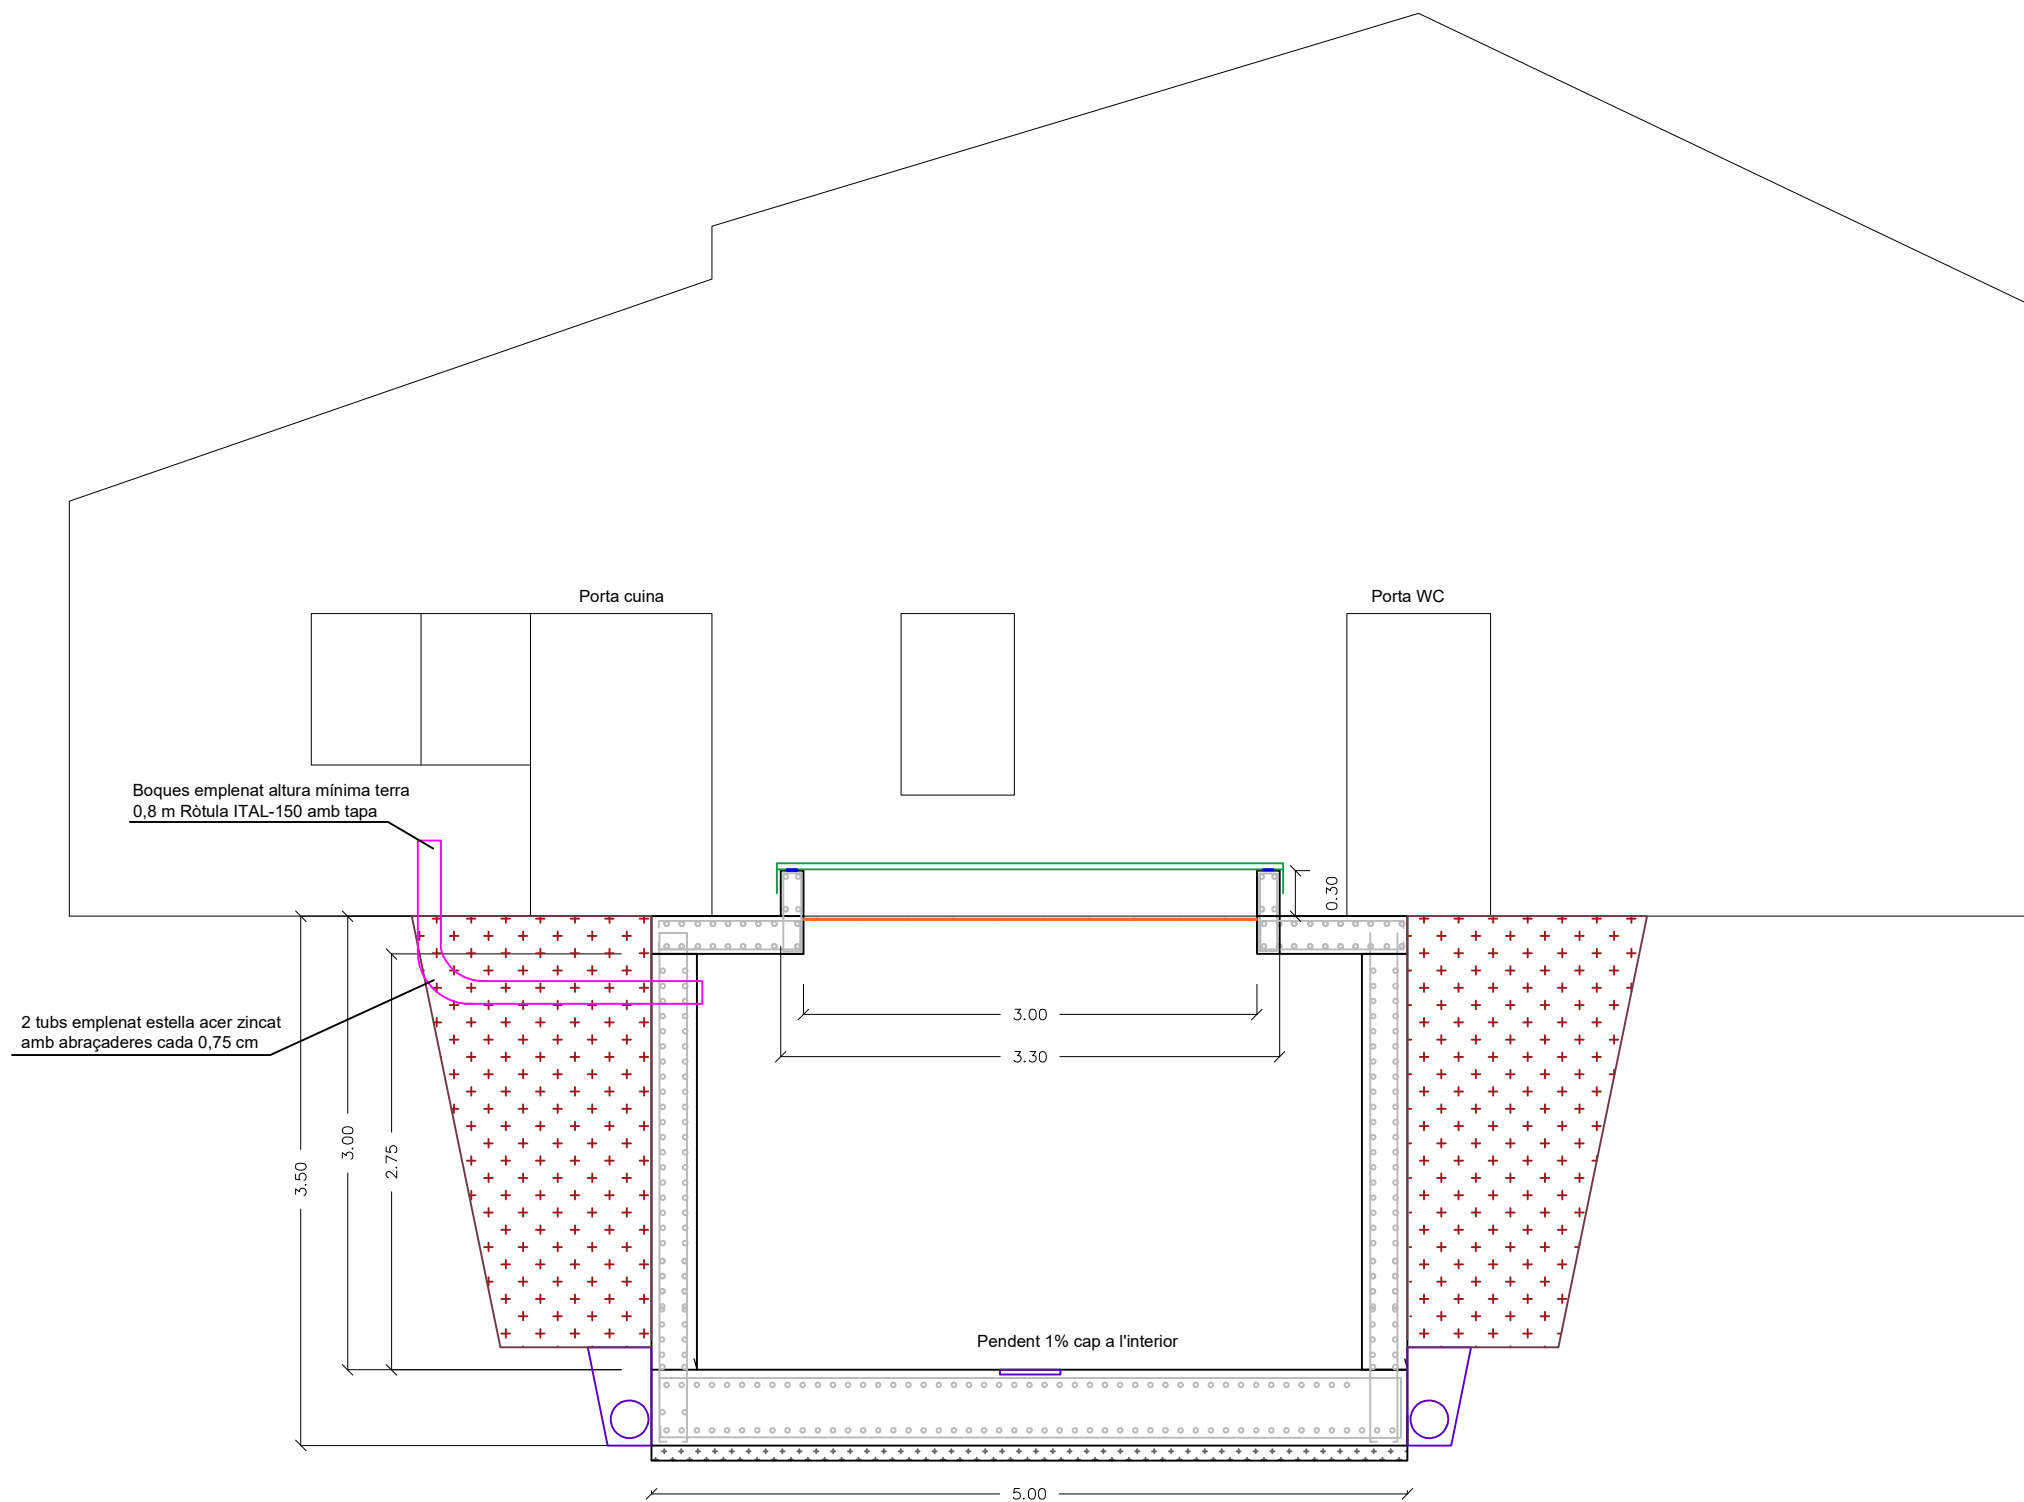 Porta cuina
Porta WC
Boques emplenat altura mínima terra
0,8 m Ròtula ITAL-150 amb tapa
0.30
2 tubs emplenat estella acer zincat
amb abraçaderes cada 0,75 cm
3.00
3.30
3.50
3.00
2.75
Pendent 1% cap a l'interior
5.00